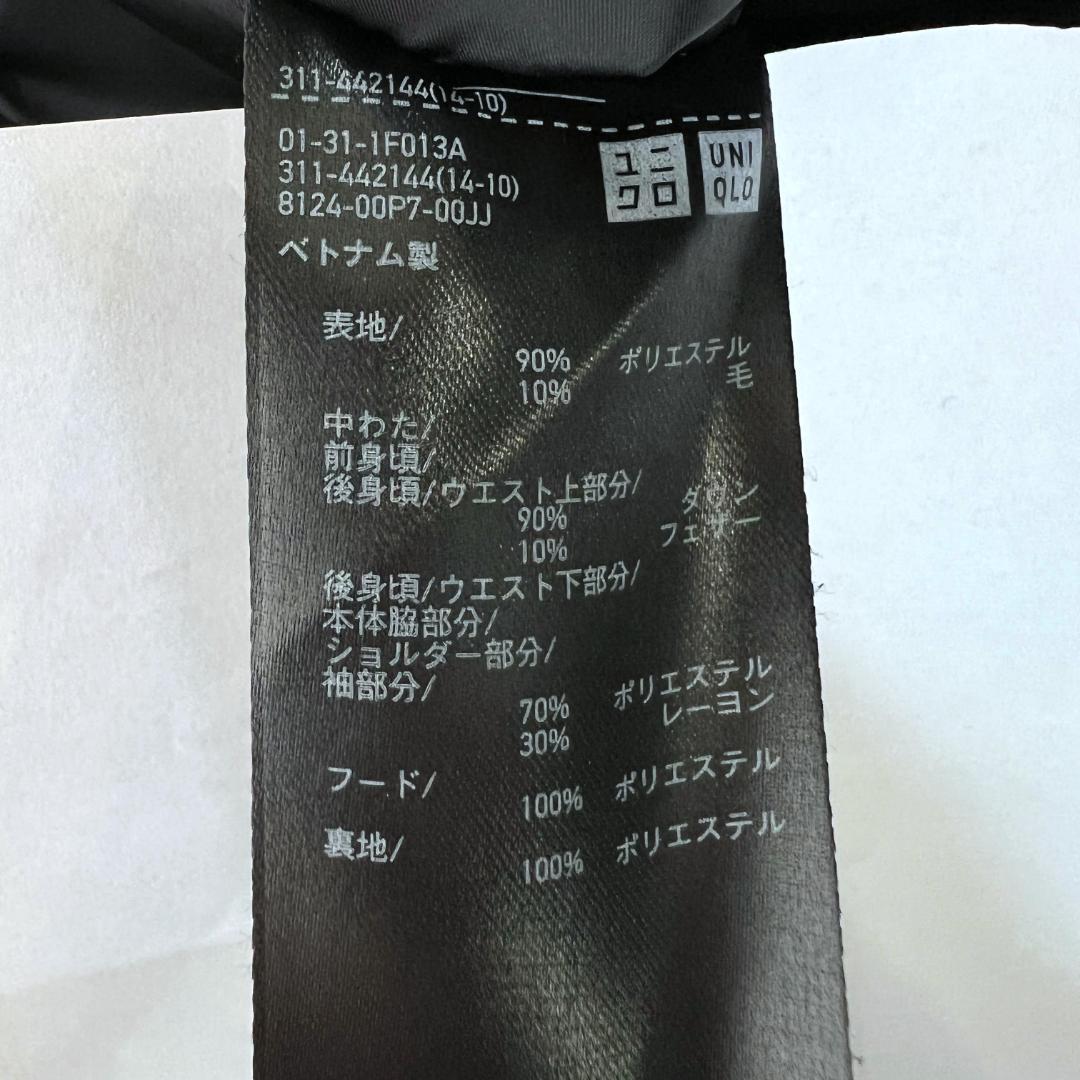 311-442144(14-10)
01-31-1F013A
311-442144(14-10)
8124-00P7-00JJ
ユニ
クロ
UNI
QLO
ベトナム製
表地/
90% ポリエステル
10% 毛
中わた/
前身頃/
後身頃/ウエスト上部分/
90% ダウン
10% フェザー
後身頃/ウエスト下部分/
本体脇部分/
ショルダー部分/
袖部分/
70% ポリエステル
30% レーヨン
フード/
100% ポリエステル
裏地/
100% ポリエステル